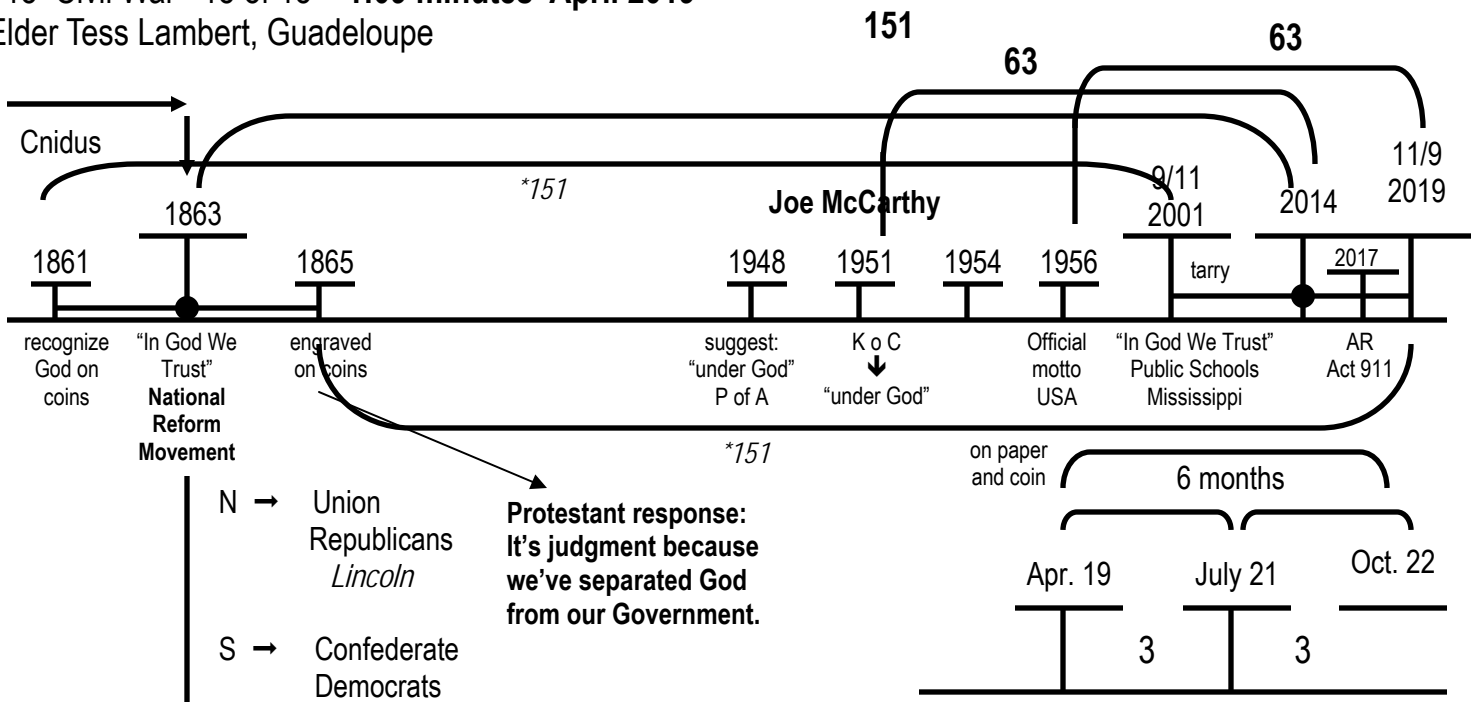 Elder Tess Lambert, Guadeloupe
151
63
63
Cnidus
*151
Joe McCarthy
9/11
2001
2014
11/9
2019
1863
1861
1865
1948
1951
1954
1956
tarry
2017
recognize
God on
coins
“In God We
Trust”
National
Reform
Movement
engraved
on coins
suggest:
“under God”
P of A
K o C
“under God”
Official
motto
USA
“In God We Trust”
Public Schools
Mississippi
AR
Act 911
*151
on paper
and coin
6 months
N → Union
Republicans
Lincoln
S → Confederate
Democrats
Protestant response:
It’s judgment because
we’ve separated God
from our Government.
Apr. 19
July 21
Oct. 22
3
3